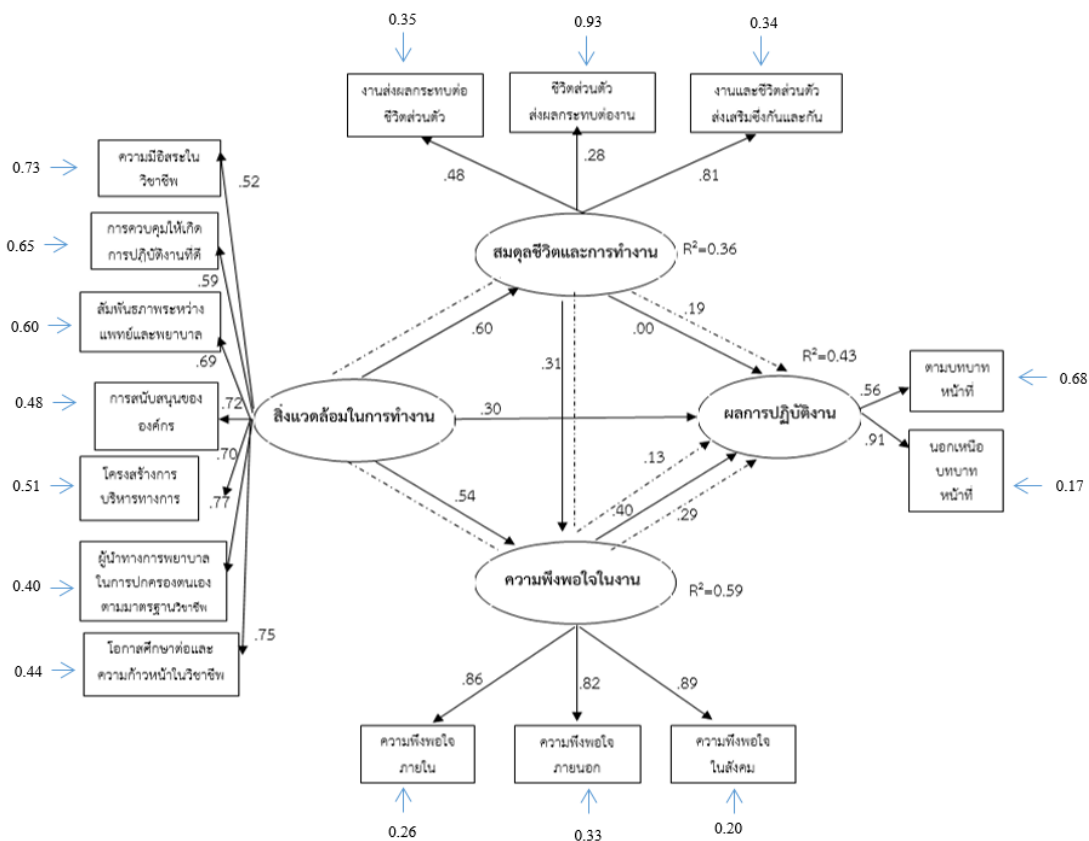 0.35
0.93
0.34
งานส่งผลกระทบต่อ
ชีวิตส่วนตัว
ชีวิตส่วนตัว
ส่งผลกระทบต่องาน
งานและชีวิตส่วนตัว
ส่งเสริมซึ่งกันและกัน
.48
.28
.81
0.73
ความมีอิสระใน
วิชาชีพ
.52
0.65
การควบคุมให้เกิด
การปฏิบัติงานที่ดี
.59
0.60
สัมพันธภาพระหว่าง
แพทย์และพยาบาล
.69
0.48
การสนับสนุนของ
องค์กร
.72
0.51
โครงสร้างการ
บริหารทางการ
.70
.77
0.40
ผู้นำทางการพยาบาล
ในการปกครองตนเอง
ตามมาตรฐานวิชาชีพ
0.44
โอกาสศึกษาต่อและ
ความก้าวหน้าในวิชาชีพ
.75
สมดุลชีวิตและการทำงาน
R²=0.36
.60
.31
.00
.19
สิ่งแวดล้อมในการทำงาน
.30
.54
R²=0.43
ผลการปฏิบัติงาน
.56
ตามบทบาท
หน้าที่
0.68
.91
นอกเหนือ
บทบาท
หน้าที่
0.17
.13
.40
.29
ความพึงพอใจในงาน
R²=0.59
.86
.82
.89
ความพึงพอใจ
ภายใน
ความพึงพอใจ
ภายนอก
ความพึงพอใจ
ในสังคม
0.26
0.33
0.20